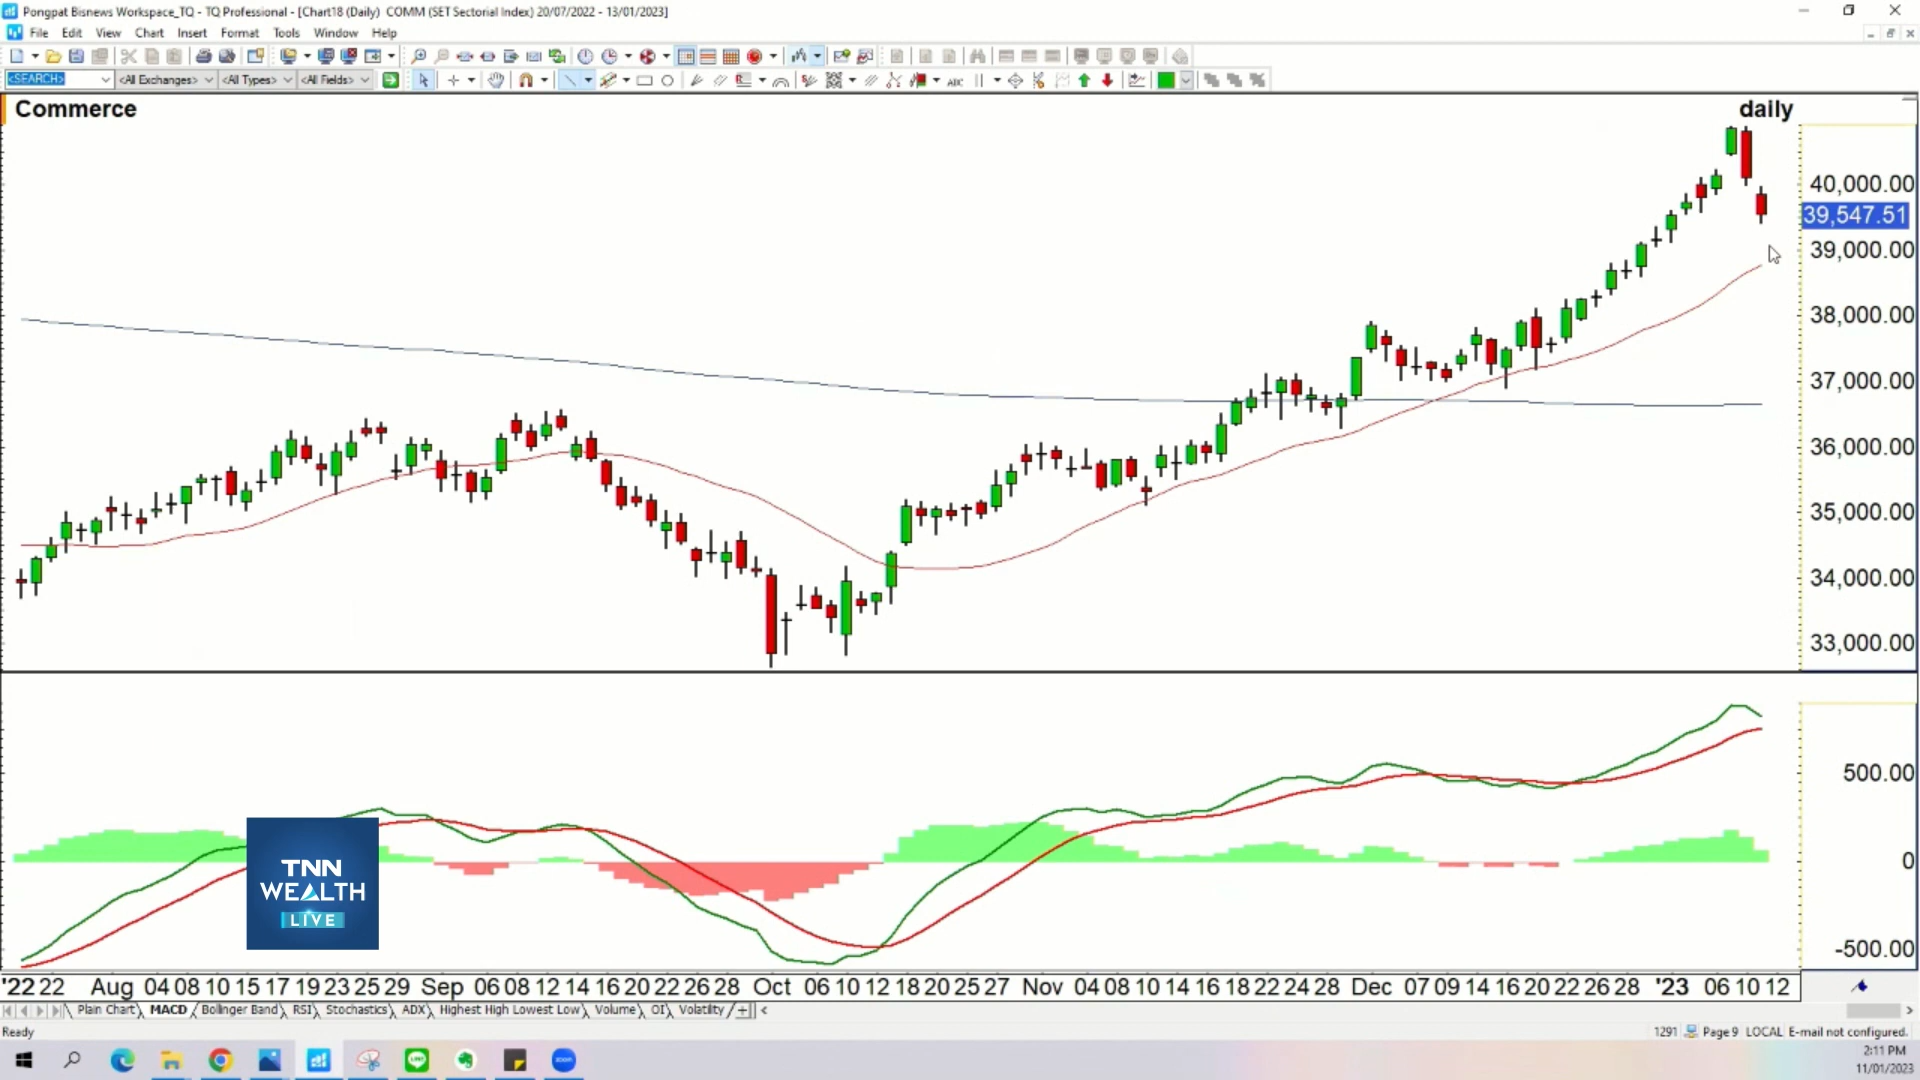 Pongpat Bisnews Workspace_TQ - TQ Professional - [Chart18 (Daily)  COMM (SET Sectorial Index) 20/07/2022 - 13/01/2023]
File Edit View Chart Insert Format Tools Window Help
<SEARCH> <All Exchanges> <All Types> <All Fields> ABC
Commerce daily
40,000.00
39,547.51
39,000.00
38,000.00
37,000.00
36,000.00
35,000.00
34,000.00
33,000.00
500.00
0
-500.00
TNN
WEALTH
LIVE
'22 22 Aug 04 08 10 15 17 19 23 25 29 Sep 06 08 12 14 16 20 22 26 28 Oct 06 10 12 18 20 25 27 Nov 04 08 10 14 16 18 22 24 28 Dec 07 09 14 16 20 22 26 28 '23 06 10 12
Plain Chart MACD Bolinger Band RSI Stochastics ADX Highest High Lowest Low Volume OI Volatility
Ready 1291 Page 9 LOCAL E-mail not configured.
LINE zoom
2:11 PM
11/01/2023